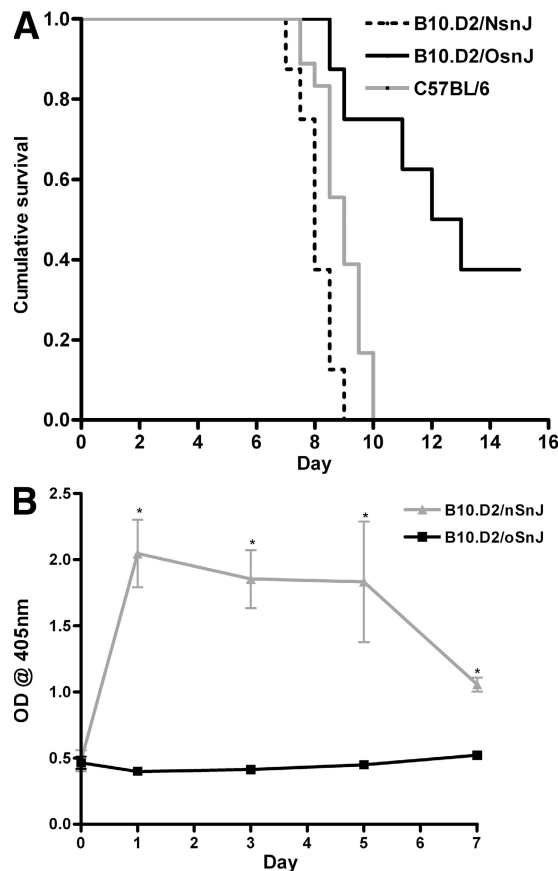 A
B10.D2/NsnJ
B10.D2/OsnJ
C57BL/6
Cumulative survival
1.0
0.8
0.6
0.4
0.2
0.0
0 2 4 6 8 10 12 14 16
Day
B
B10.D2/nSnJ
B10.D2/oSnJ
OD @ 405nm
2.5
2.0
1.5
1.0
0.5
0.0
* * * *
0 1 2 3 4 5 6 7
Day